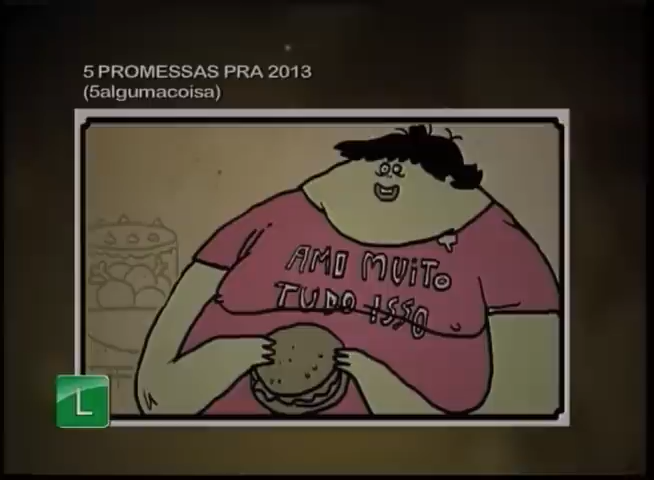 5 PROMESSAS PRA 2013
(5algumacoisa)
AMO MUITO
TUDO ISSO
L